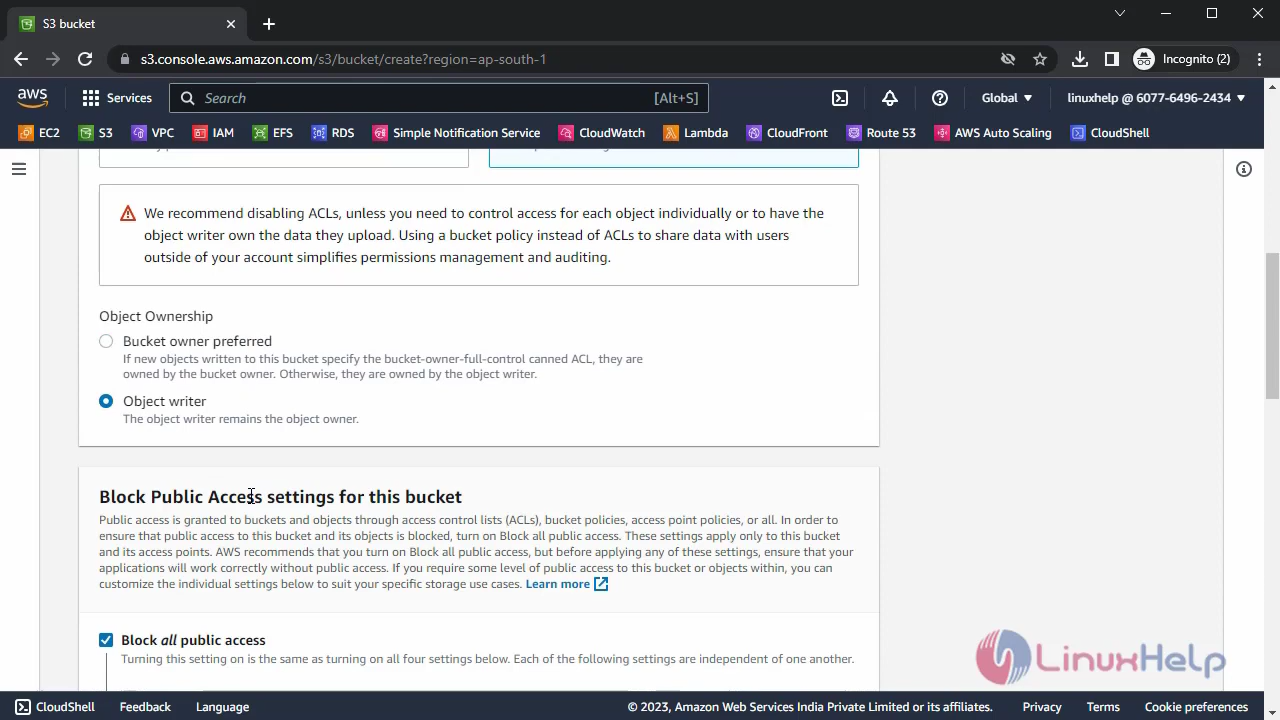 S3 bucket
s3.console.aws.amazon.com/s3/bucket/create?region=ap-south-1
Incognito (2)
aws
Services
Search
[Alt+S]
Global
linuxhelp @ 6077-6496-2434
EC2
S3
VPC
IAM
EFS
RDS
Simple Notification Service
CloudWatch
Lambda
CloudFront
Route 53
AWS Auto Scaling
CloudShell
We recommend disabling ACLs, unless you need to control access for each object individually or to have the
object writer own the data they upload. Using a bucket policy instead of ACLs to share data with users
outside of your account simplifies permissions management and auditing.
Object Ownership
Bucket owner preferred
If new objects written to this bucket specify the bucket-owner-full-control canned ACL, they are
owned by the bucket owner. Otherwise, they are owned by the object writer.
Object writer
The object writer remains the object owner.
Block Public Access settings for this bucket
Public access is granted to buckets and objects through access control lists (ACLs), bucket policies, access point policies, or all. In order to
ensure that public access to this bucket and its objects is blocked, turn on Block all public access. These settings apply only to this bucket
and its access points. AWS recommends that you turn on Block all public access, but before applying any of these settings, ensure that your
applications will work correctly without public access. If you require some level of public access to this bucket or objects within, you can
customize the individual settings below to suit your specific storage use cases. Learn more
Block all public access
Turning this setting on is the same as turning on all four settings below. Each of the following settings are independent of one another.
LinuxHelp
CloudShell
Feedback
Language
© 2023, Amazon Web Services India Private Limited or its affiliates.
Privacy
Terms
Cookie preferences